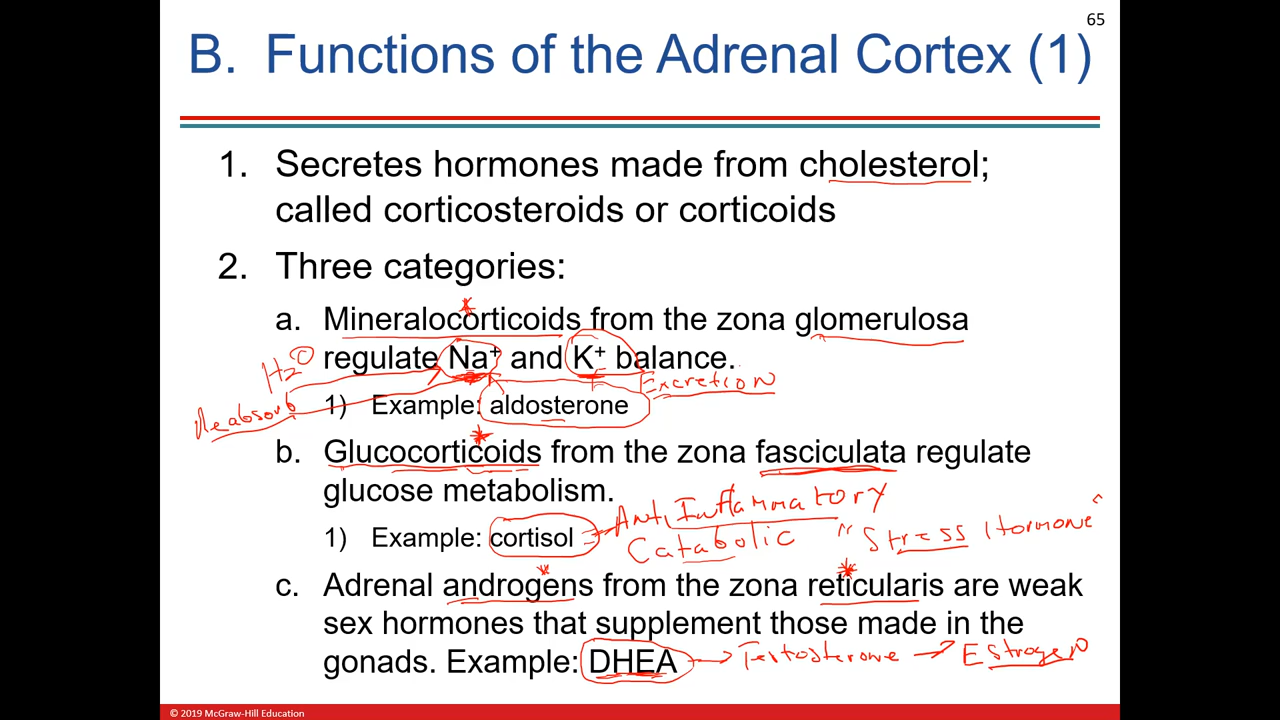 65
B. Functions of the Adrenal Cortex (1)
1. Secretes hormones made from cholesterol;
called corticosteroids or corticoids
2. Three categories:
a. Mineralocorticoids from the zona glomerulosa
H2O regulate Na+ and K+ balance.
Excretion
Reabsorb 1) Example: aldosterone
b. Glucocorticoids from the zona fasciculata regulate
glucose metabolism.
Anti Inflammatory
1) Example: cortisol
Catabolic "Stress Hormone"
c. Adrenal androgens from the zona reticularis are weak
sex hormones that supplement those made in the
gonads. Example: DHEA → Testosterone → Estrogen
© 2019 McGraw-Hill Education